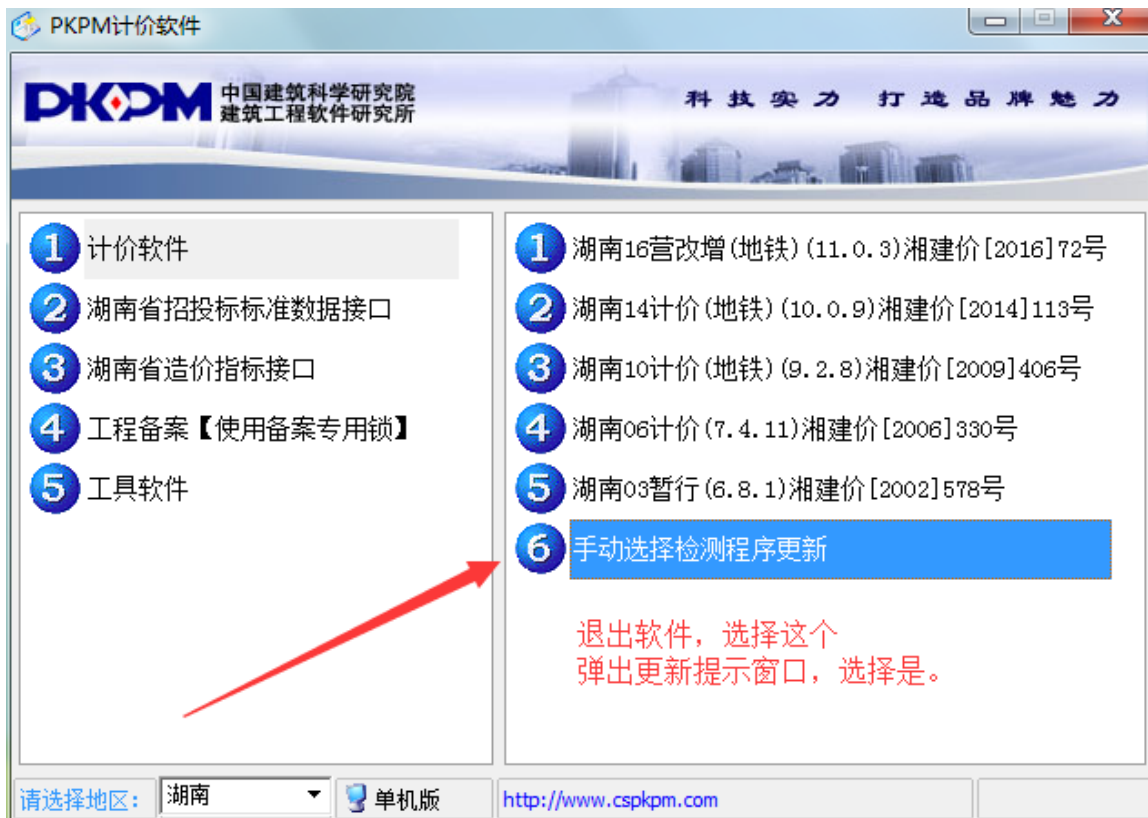 PKPM计价软件
PKPM 中国建筑科学研究院
建筑工程软件研究所
科技实力 打造品牌魅力
1 计价软件
2 湖南省招投标标准数据接口
3 湖南省造价指标接口
4 工程备案【使用备案专用锁】
5 工具软件
1 湖南16营改增(地铁)(11.0.3)湘建价[2016]72号
2 湖南14计价(地铁)(10.0.9)湘建价[2014]113号
3 湖南10计价(地铁)(9.2.8)湘建价[2009]406号
4 湖南06计价(7.4.11)湘建价[2006]330号
5 湖南03暂行(6.8.1)湘建价[2002]578号
6 手动选择检测程序更新
退出软件，选择这个
弹出更新提示窗口，选择是。
请选择地区: 湖南 单机版 http://www.cspkpm.com